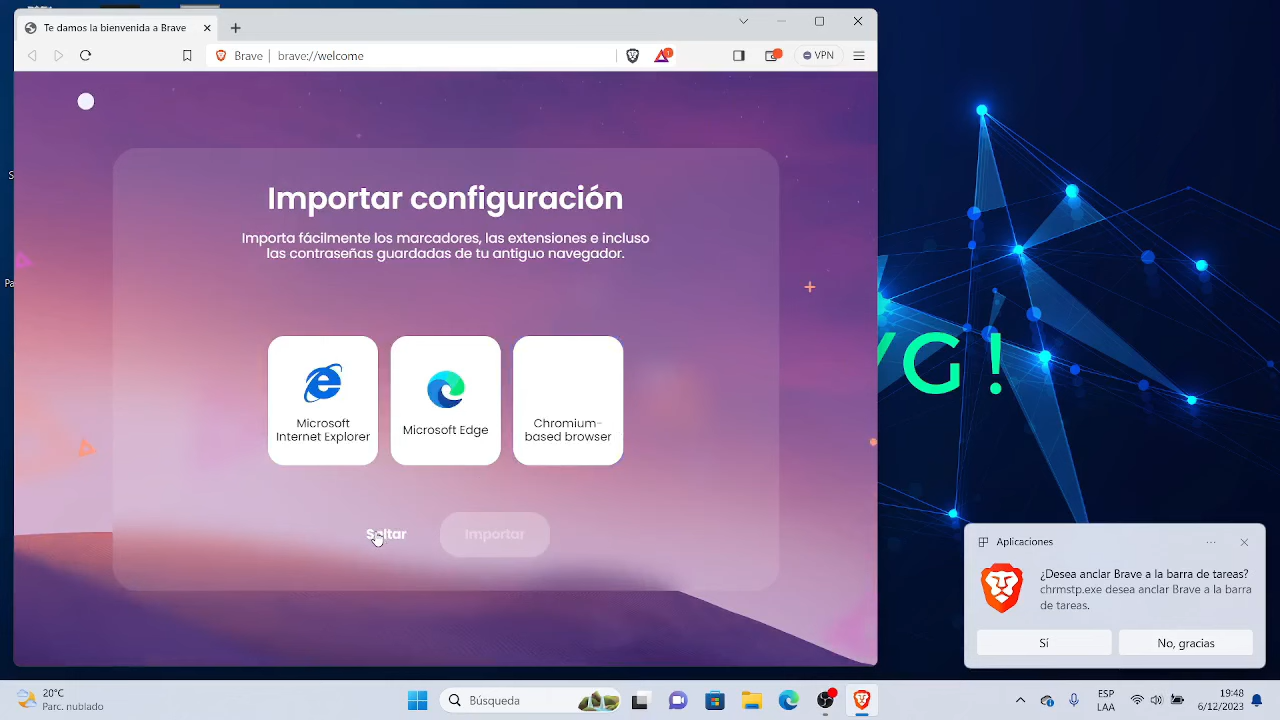 Te damos la bienvenida a Brave
Brave
brave://welcome
1
VPN
Importar configuración
Importa fácilmente los marcadores, las extensiones e incluso
las contraseñas guardadas de tu antiguo navegador.
Microsoft
Internet Explorer
Microsoft Edge
Chromium-
based browser
Saltar
Importar
G!
Aplicaciones
¿Desea anclar Brave a la barra de tareas?
chrmstp.exe desea anclar Brave a la barra
de tareas.
Sí
No, gracias
20°C
Parc. nublado
Búsqueda
ESP
LAA
19:48
6/12/2023